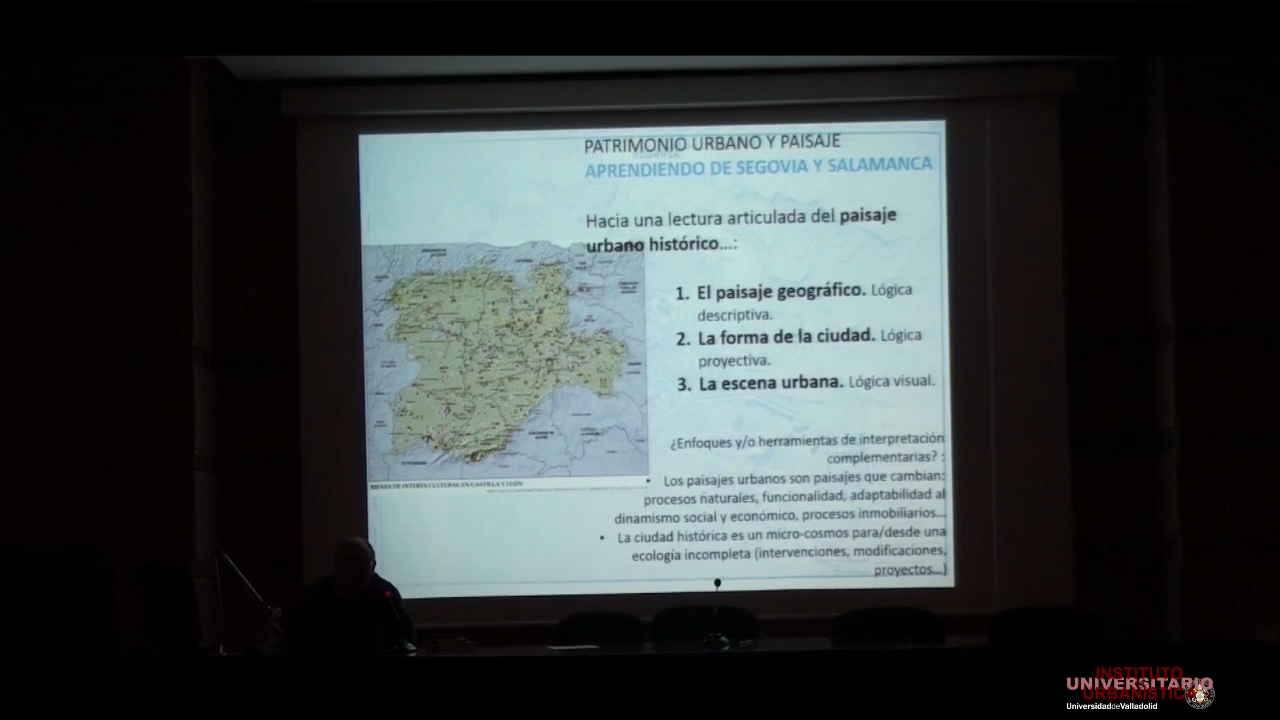 PATRIMONIO URBANO Y PAISAJE
APRENDIENDO DE SEGOVIA Y SALAMANCA
Hacia una lectura articulada del paisaje
urbano histórico...:
1. El paisaje geográfico. Lógica
descriptiva.
2. La forma de la ciudad. Lógica
proyectiva.
3. La escena urbana. Lógica visual.
¿Enfoques y/o herramientas de interpretación
complementarias? :
• Los paisajes urbanos son paisajes que cambian:
procesos naturales, funcionalidad, adaptabilidad al
dinamismo social y económico, procesos inmobiliarios...
• La ciudad histórica es un micro-cosmos para/desde una
ecología incompleta (intervenciones, modificaciones,
proyectos...)
BIENES DE INTERÉS CULTURAL EN CASTILLA Y LEÓN
INSTITUTO
UNIVERSITARIO
URBANÍSTICA
UniversidaddeValladolid